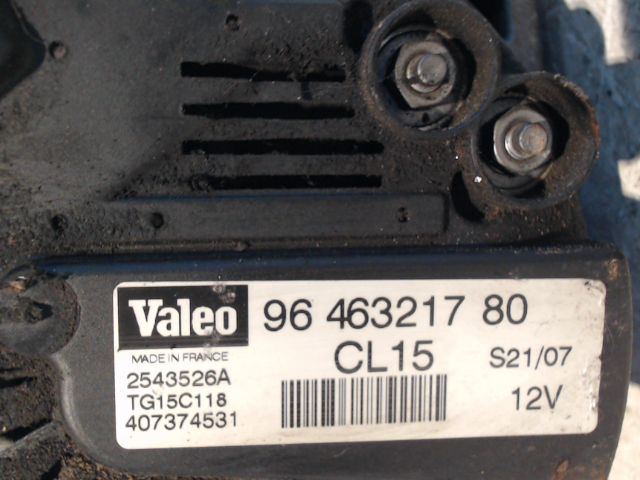 Valeo 96 463217 80
MADE IN FRANCE CL15 S21/07
2543526A
TG15C118 12V
407374531